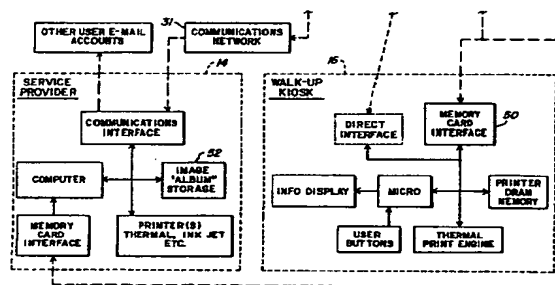 OTHER USER E-MAIL
ACCOUNTS
31
COMMUNICATIONS
NETWORK
14
SERVICE
PROVIDER
COMMUNICATIONS
INTERFACE
52
COMPUTER
IMAGE
"ALBUM"
STORAGE
MEMORY
CARD
INTERFACE
PRINTER(S)
THERMAL, INK JET
ETC.
16
WALK-UP
KIOSK
DIRECT
INTERFACE
MEMORY
CARD
INTERFACE
50
INFO DISPLAY
MICRO
PRINTER
DRAM
MEMORY
USER
BUTTONS
THERMAL
PRINT ENGINE